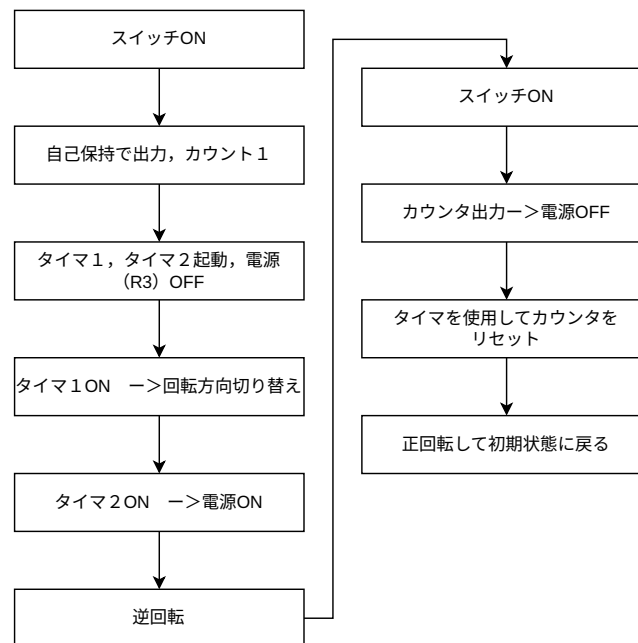 スイッチON
自己保持で出力，カウント１
タイマ１，タイマ２起動，電源
（R3）OFF
タイマ１ON　ー＞回転方向切り替え
タイマ２ON　ー＞電源ON
逆回転
スイッチON
カウンタ出力ー＞電源OFF
タイマを使用してカウンタを
リセット
正回転して初期状態に戻る